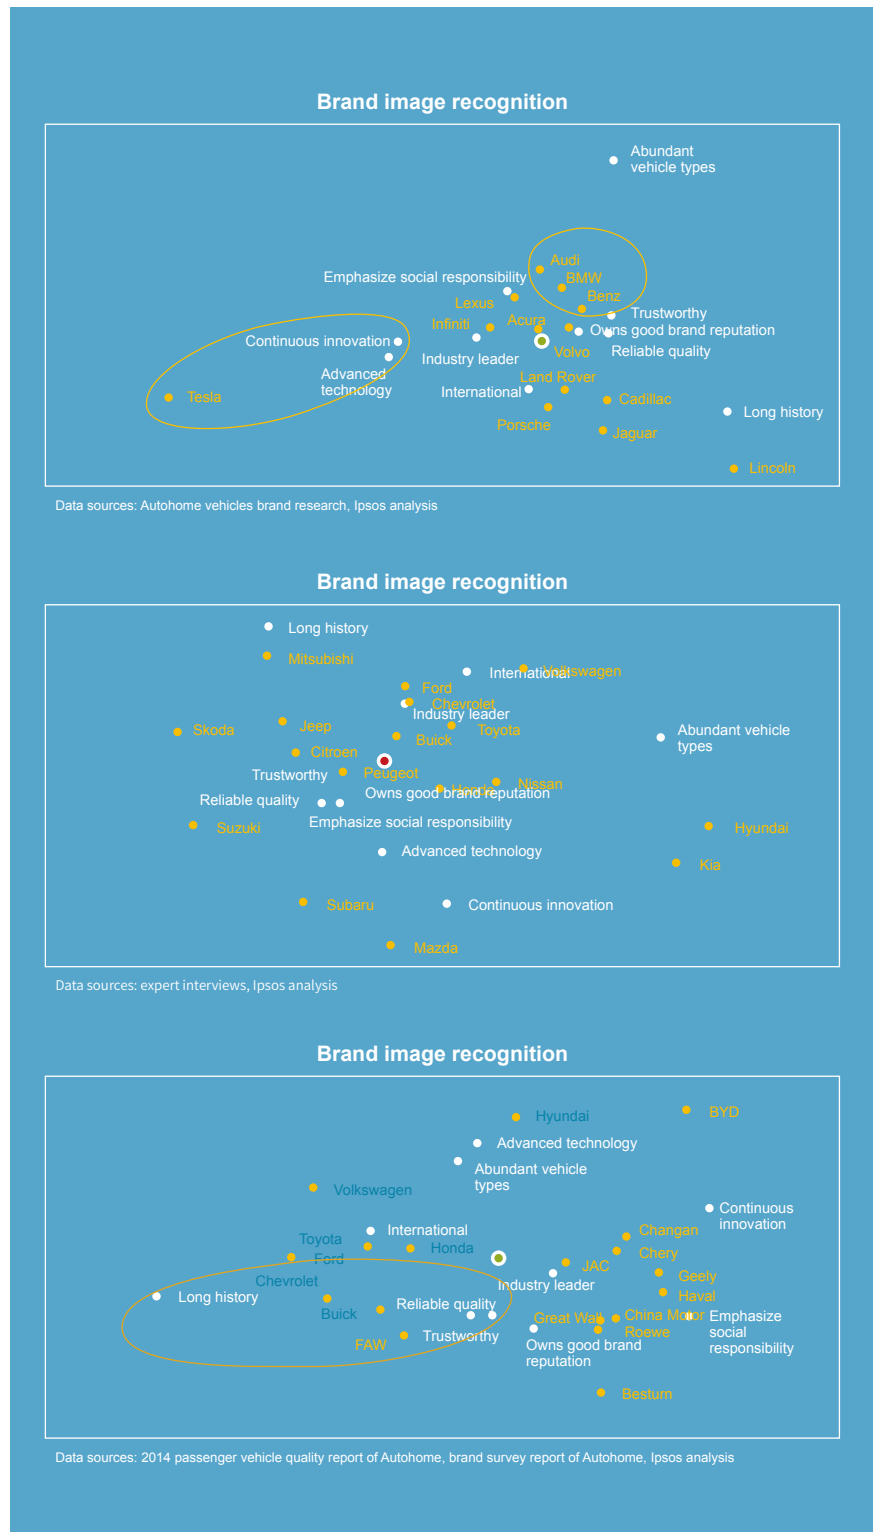 Brand image recognition
Abundant
vehicle types
Audi
Emphasize social responsibility
BMW
Lexus
Benz
Trustworthy
Infiniti
Acura
Owns good brand reputation
Continuous innovation
Industry leader
Volvo
Reliable quality
Advanced
technology
Land Rover
Tesla
International
Cadillac
Long history
Porsche
Jaguar
Lincoln
Data sources: Autohome vehicles brand research, Ipsos analysis
Brand image recognition
Long history
Mitsubishi
International
Volkswagen
Ford
Chevrolet
Industry leader
Skoda
Jeep
Toyota
Abundant vehicle
types
Buick
Citroen
Trustworthy
Peugeot
Honda
Nissan
Reliable quality
Owns good brand reputation
Emphasize social responsibility
Suzuki
Hyundai
Advanced technology
Kia
Subaru
Continuous innovation
Mazda
Data sources: expert interviews, Ipsos analysis
Brand image recognition
Hyundai
BYD
Advanced technology
Abundant vehicle
types
Volkswagen
Continuous
innovation
International
Changan
Toyota
Honda
Chery
Ford
JAC
Chevrolet
Industry leader
Geely
Long history
Haval
Buick
Reliable quality
Great Wall
China Motor
Emphasize
social
responsibility
FAW
Trustworthy
Roewe
Owns good brand
reputation
Besturn
Data sources: 2014 passenger vehicle quality report of Autohome, brand survey report of Autohome, Ipsos analysis